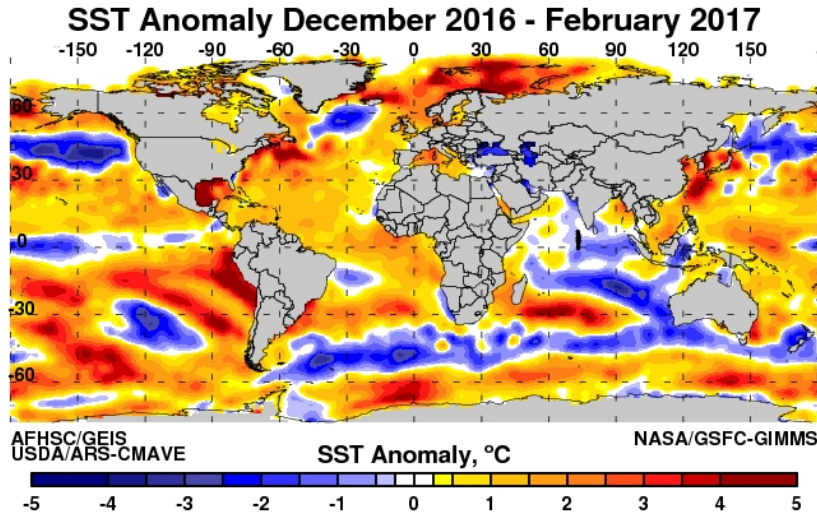 SST Anomaly December 2016 - February 2017
-150 -120 -90 -60 -30 0 30 60 90 120 150
60
30
0
-30
-60
AFHSC/GEIS
USDA/ARS-CMAVE
NASA/GSFC-GIMMS
SST Anomaly, ºC
-5 -4 -3 -2 -1 0 1 2 3 4 5